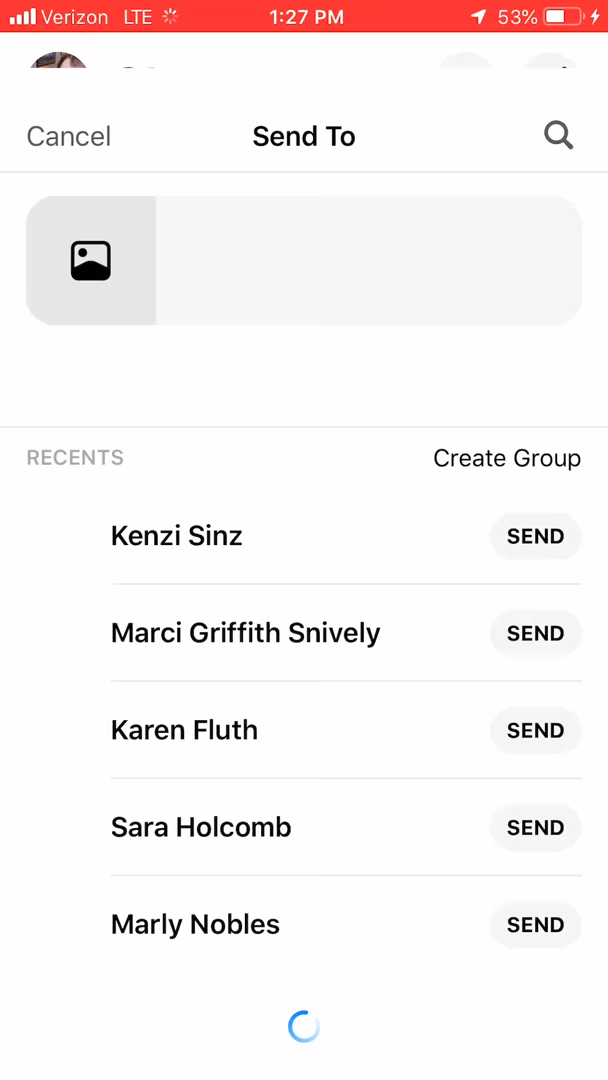 Verizon LTE 1:27 PM 53%
Cancel Send To
RECENTS Create Group
Kenzi Sinz SEND
Marci Griffith Snively SEND
Karen Fluth SEND
Sara Holcomb SEND
Marly Nobles SEND